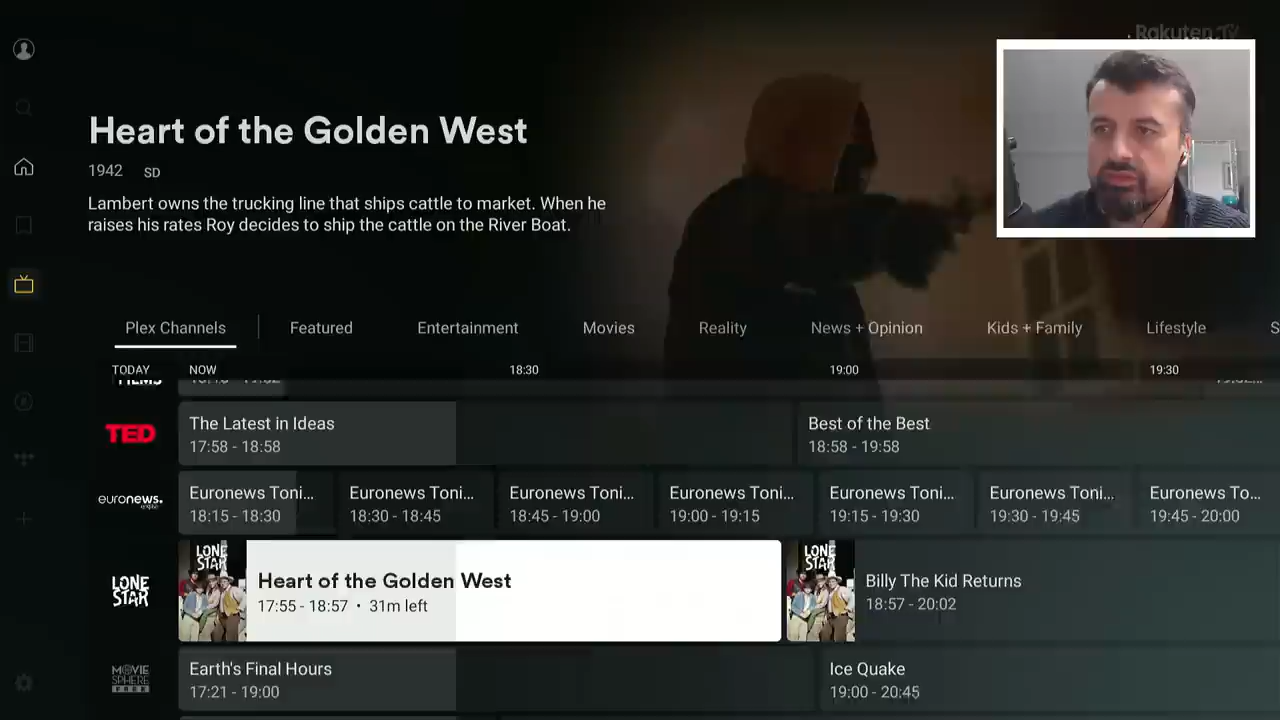 Rakuten TV
Heart of the Golden West
1942 SD
Lambert owns the trucking line that ships cattle to market. When he
raises his rates Roy decides to ship the cattle on the River Boat.
Plex Channels Featured Entertainment Movies Reality News + Opinion Kids + Family Lifestyle S
TODAY NOW 18:30 19:00 19:30
FILMS
TED The Latest in Ideas Best of the Best
17:58 - 18:58 18:58 - 19:58
euronews. Euronews Toni... Euronews Toni... Euronews Toni... Euronews Toni... Euronews Toni... Euronews Toni... Euronews To...
18:15 - 18:30 18:30 - 18:45 18:45 - 19:00 19:00 - 19:15 19:15 - 19:30 19:30 - 19:45 19:45 - 20:00
LONE STAR LONE STAR LONE STAR
Heart of the Golden West Billy The Kid Returns
17:55 - 18:57 • 31m left 18:57 - 20:02
MOVIE SPHERE Earth's Final Hours Ice Quake
17:21 - 19:00 19:00 - 20:45